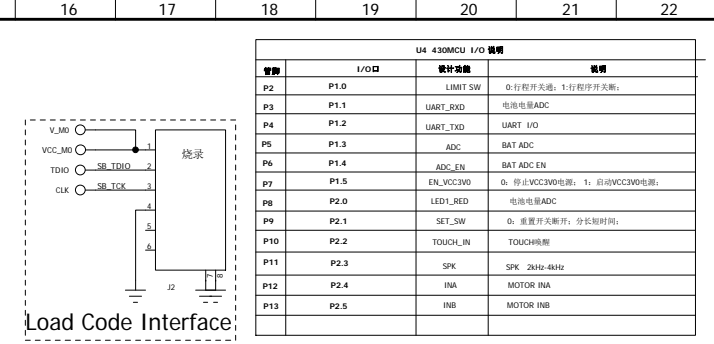 16 17 18 19 20 21 22
U4 430MCU I/O 说明
管脚 I/O口 设计功能 说明
P2 P1.0 LIMIT SW 0:行程开关通；1:行程序开关断；
P3 P1.1 UART_RXD 电池电量ADC
P4 P1.2 UART_TXD UART I/O
P5 P1.3 ADC BAT ADC
P6 P1.4 ADC_EN BAT ADC EN
P7 P1.5 EN_VCC3V0 0：停止VCC3V0电源； 1：启动VCC3V0电源；
P8 P2.0 LED1_RED 电池电量ADC
P9 P2.1 SET_SW 0：重置开关断开；分长短时间；
P10 P2.2 TOUCH_IN TOUCH唤醒
P11 P2.3 SPK SPK 2kHz-4kHz
P12 P2.4 INA MOTOR INA
P13 P2.5 INB MOTOR INB
V_M0
VCC_M0 1
烧录
TDIO SB_TDIO 2
CLK SB_TCK 3
4
5
6
7 8
J2
Load Code Interface